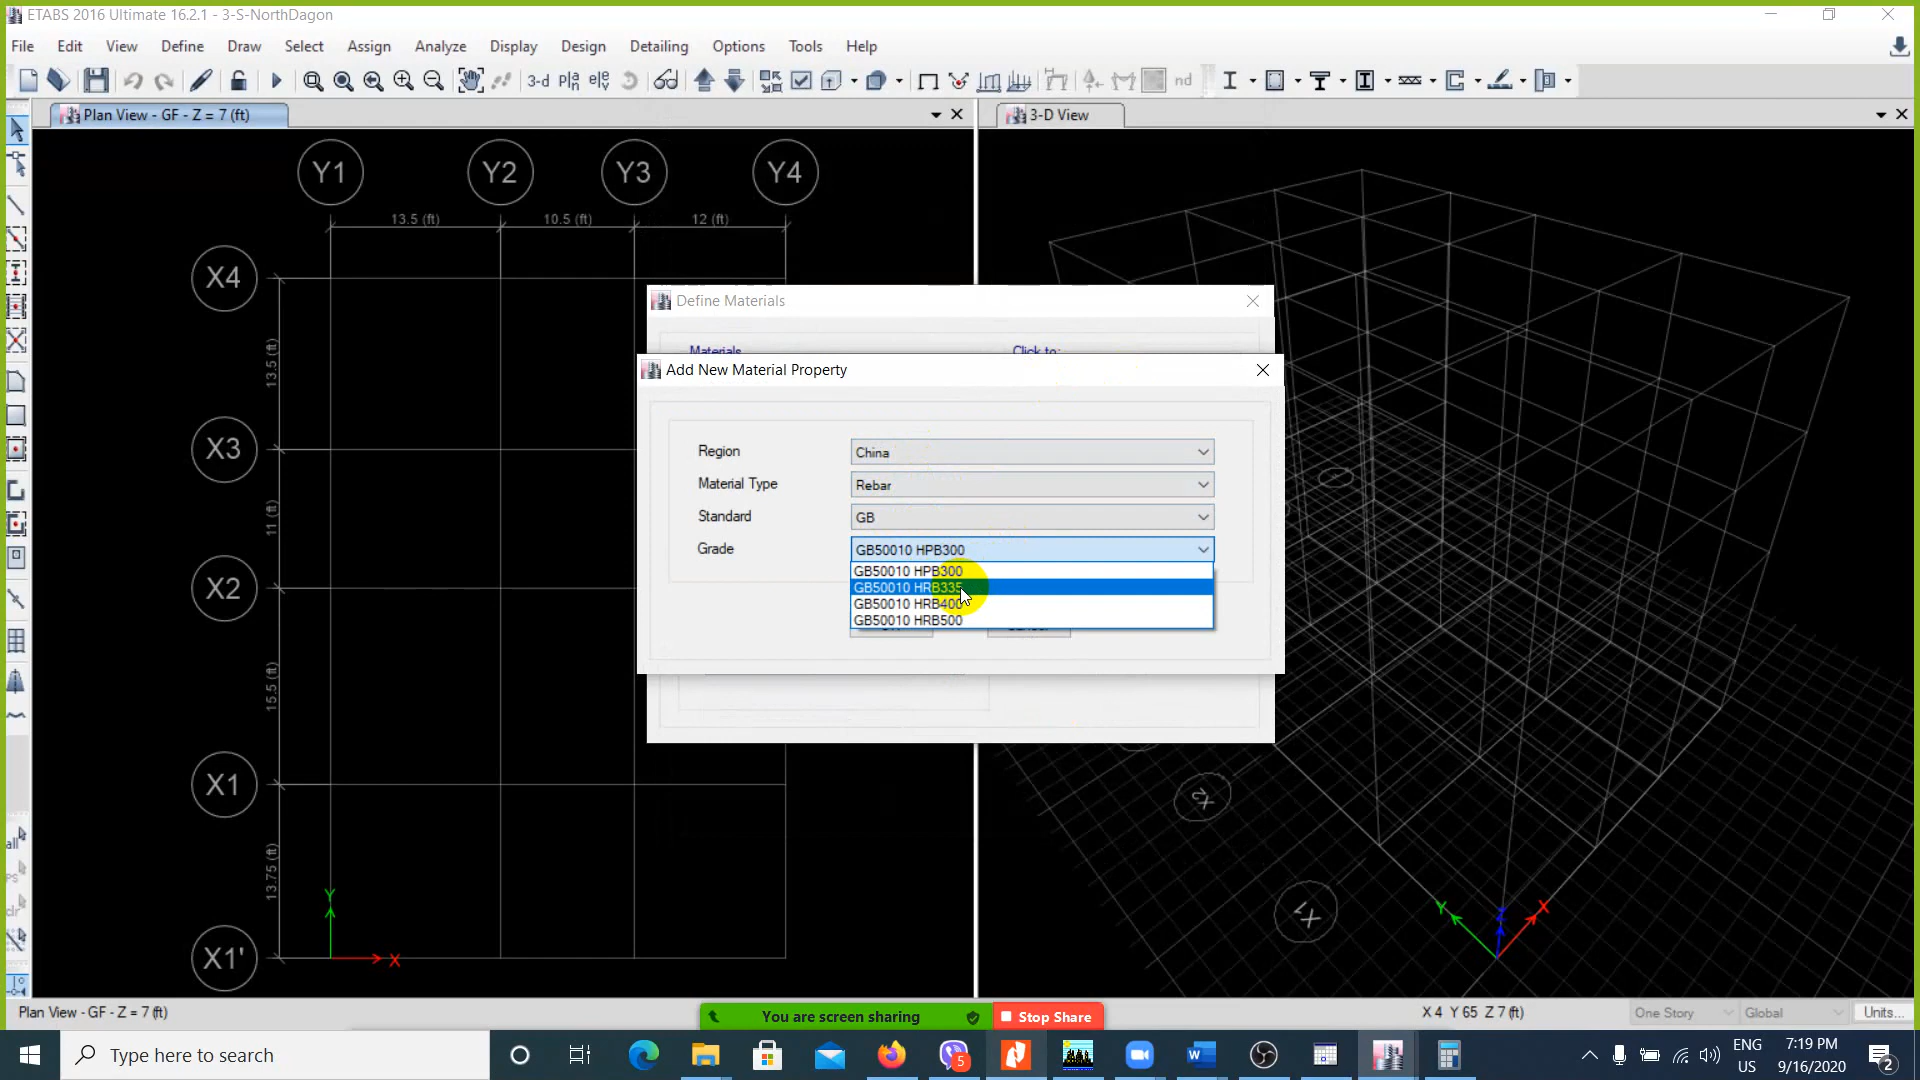 ETABS 2016 Ultimate 16.2.1 - 3-S-NorthDagon
File Edit View Define Draw Select Assign Analyze Display Design Detailing Options Tools Help
3-d
nd
Plan View - GF - Z = 7 (ft)
3-D View
Y1 Y2 Y3 Y4
13.5 (ft) 10.5 (ft) 12 (ft)
X4
13.5 (ft)
X3
11 (ft)
X2
15.5 (ft)
X1
13.75 (ft)
X1'
Y
X
Define Materials
Materials
Click to:
Add New Material Property
Region China
Material Type Rebar
Standard GB
Grade GB50010 HPB300
GB50010 HPB300
GB50010 HRB335
GB50010 HRB400
GB50010 HRB500
Y Z X
Plan View - GF - Z = 7 (ft)
You are screen sharing
Stop Share
X 4 Y 65 Z 7 (ft)
One Story
Global
Units...
Type here to search
5
ENG
US
7:19 PM
9/16/2020
2